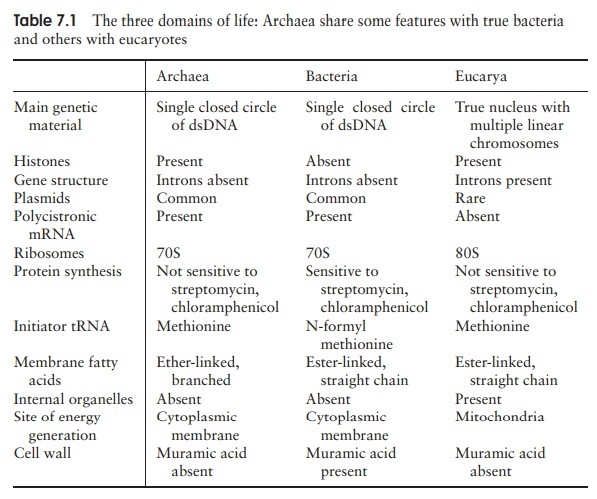 Table 7.1 The three domains of life: Archaea share some features with true bacteria
and others with eucaryotes
Archaea Bacteria Eucarya
Main genetic Single closed circle Single closed circle True nucleus with
material of dsDNA of dsDNA multiple linear
chromosomes
Histones Present Absent Present
Gene structure Introns absent Introns absent Introns present
Plasmids Common Common Rare
Polycistronic Present Present Absent
mRNA
Ribosomes 70S 70S 80S
Protein synthesis Not sensitive to Sensitive to Not sensitive to
streptomycin, streptomycin, streptomycin,
chloramphenicol chloramphenicol chloramphenicol
Initiator tRNA Methionine N-formyl Methionine
methionine
Membrane fatty Ether-linked, Ester-linked, Ester-linked,
acids branched straight chain straight chain
Internal organelles Absent Absent Present
Site of energy Cytoplasmic Cytoplasmic Mitochondria
generation membrane membrane
Cell wall Muramic acid Muramic acid Muramic acid
absent present absent